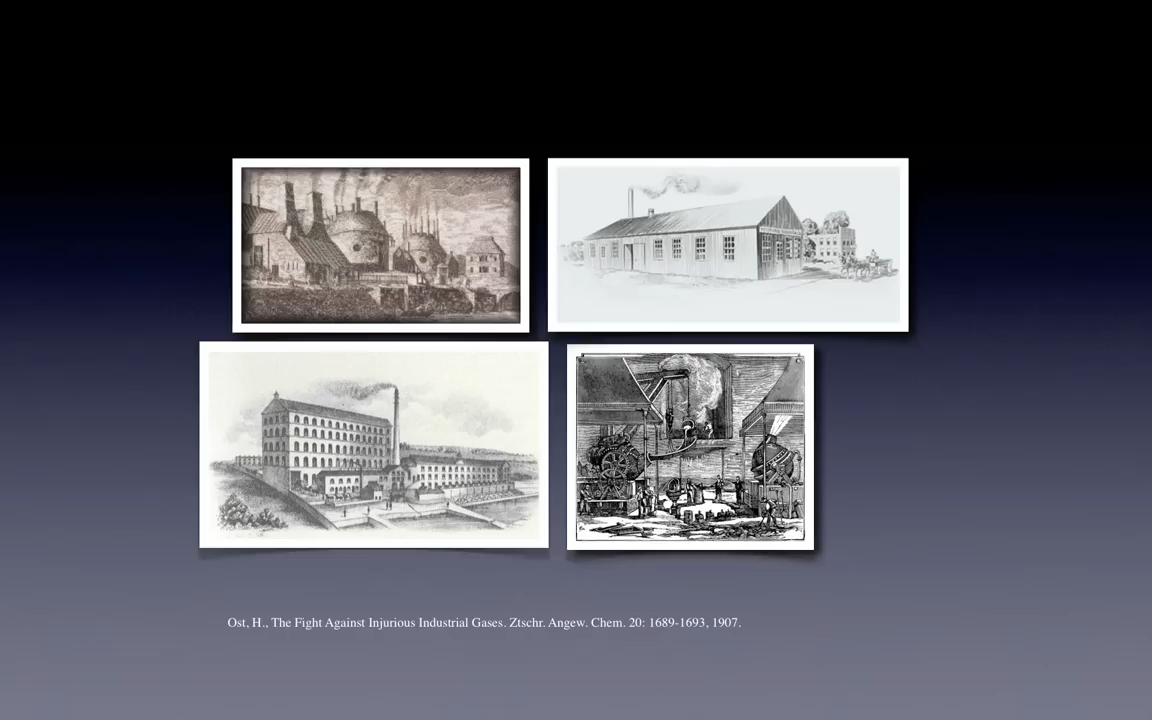 Ost, H., The Fight Against Injurious Industrial Gases. Ztschr. Angew. Chem. 20: 1689-1693, 1907.